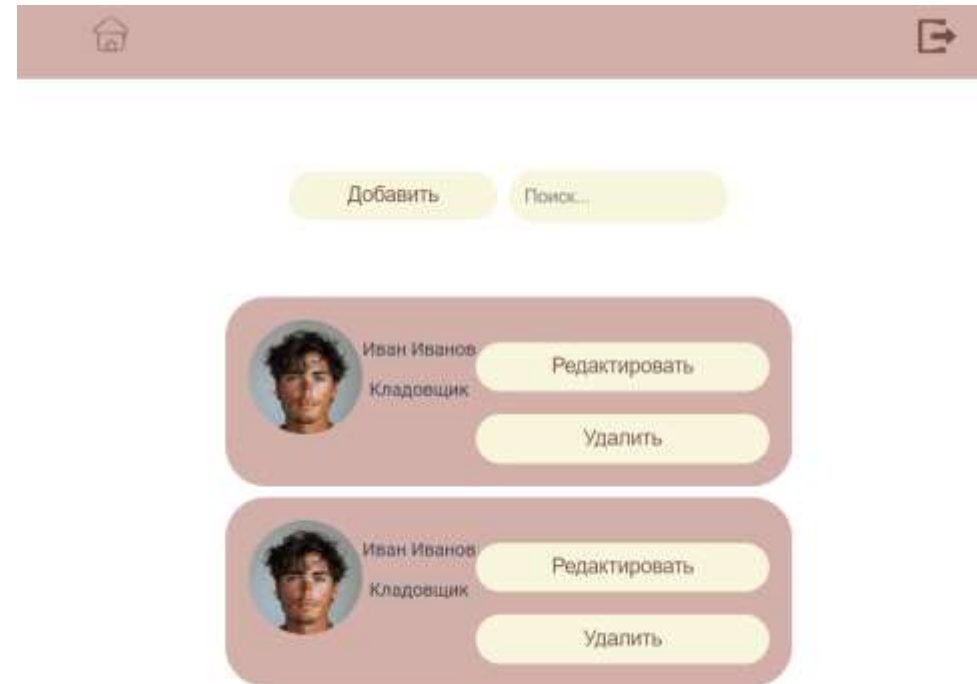 Добавить
Поиск...
Иван Иванов
Кладовщик
Редактировать
Удалить
Иван Иванов
Кладовщик
Редактировать
Удалить